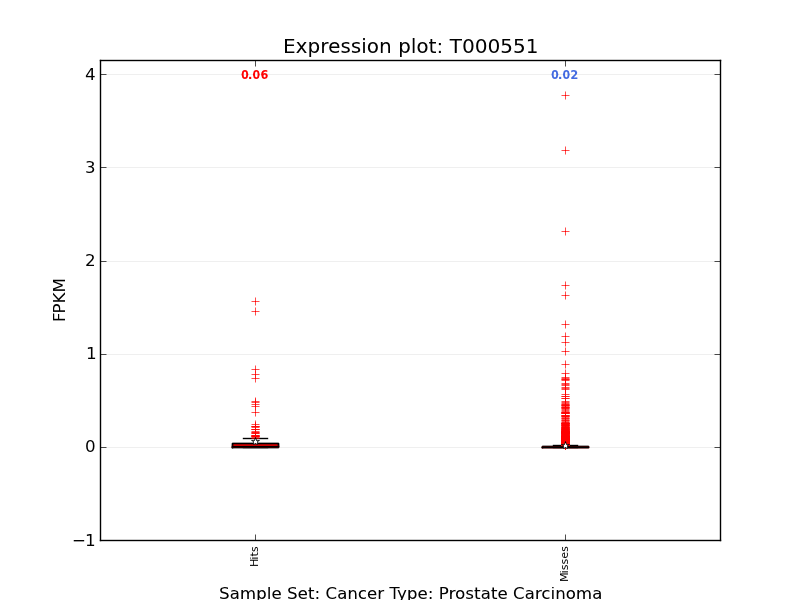 Expression plot: T000551
4
0.06
0.02
3
2
FPKM
1
0
−1
Hits
Misses
Sample Set: Cancer Type: Prostate Carcinoma